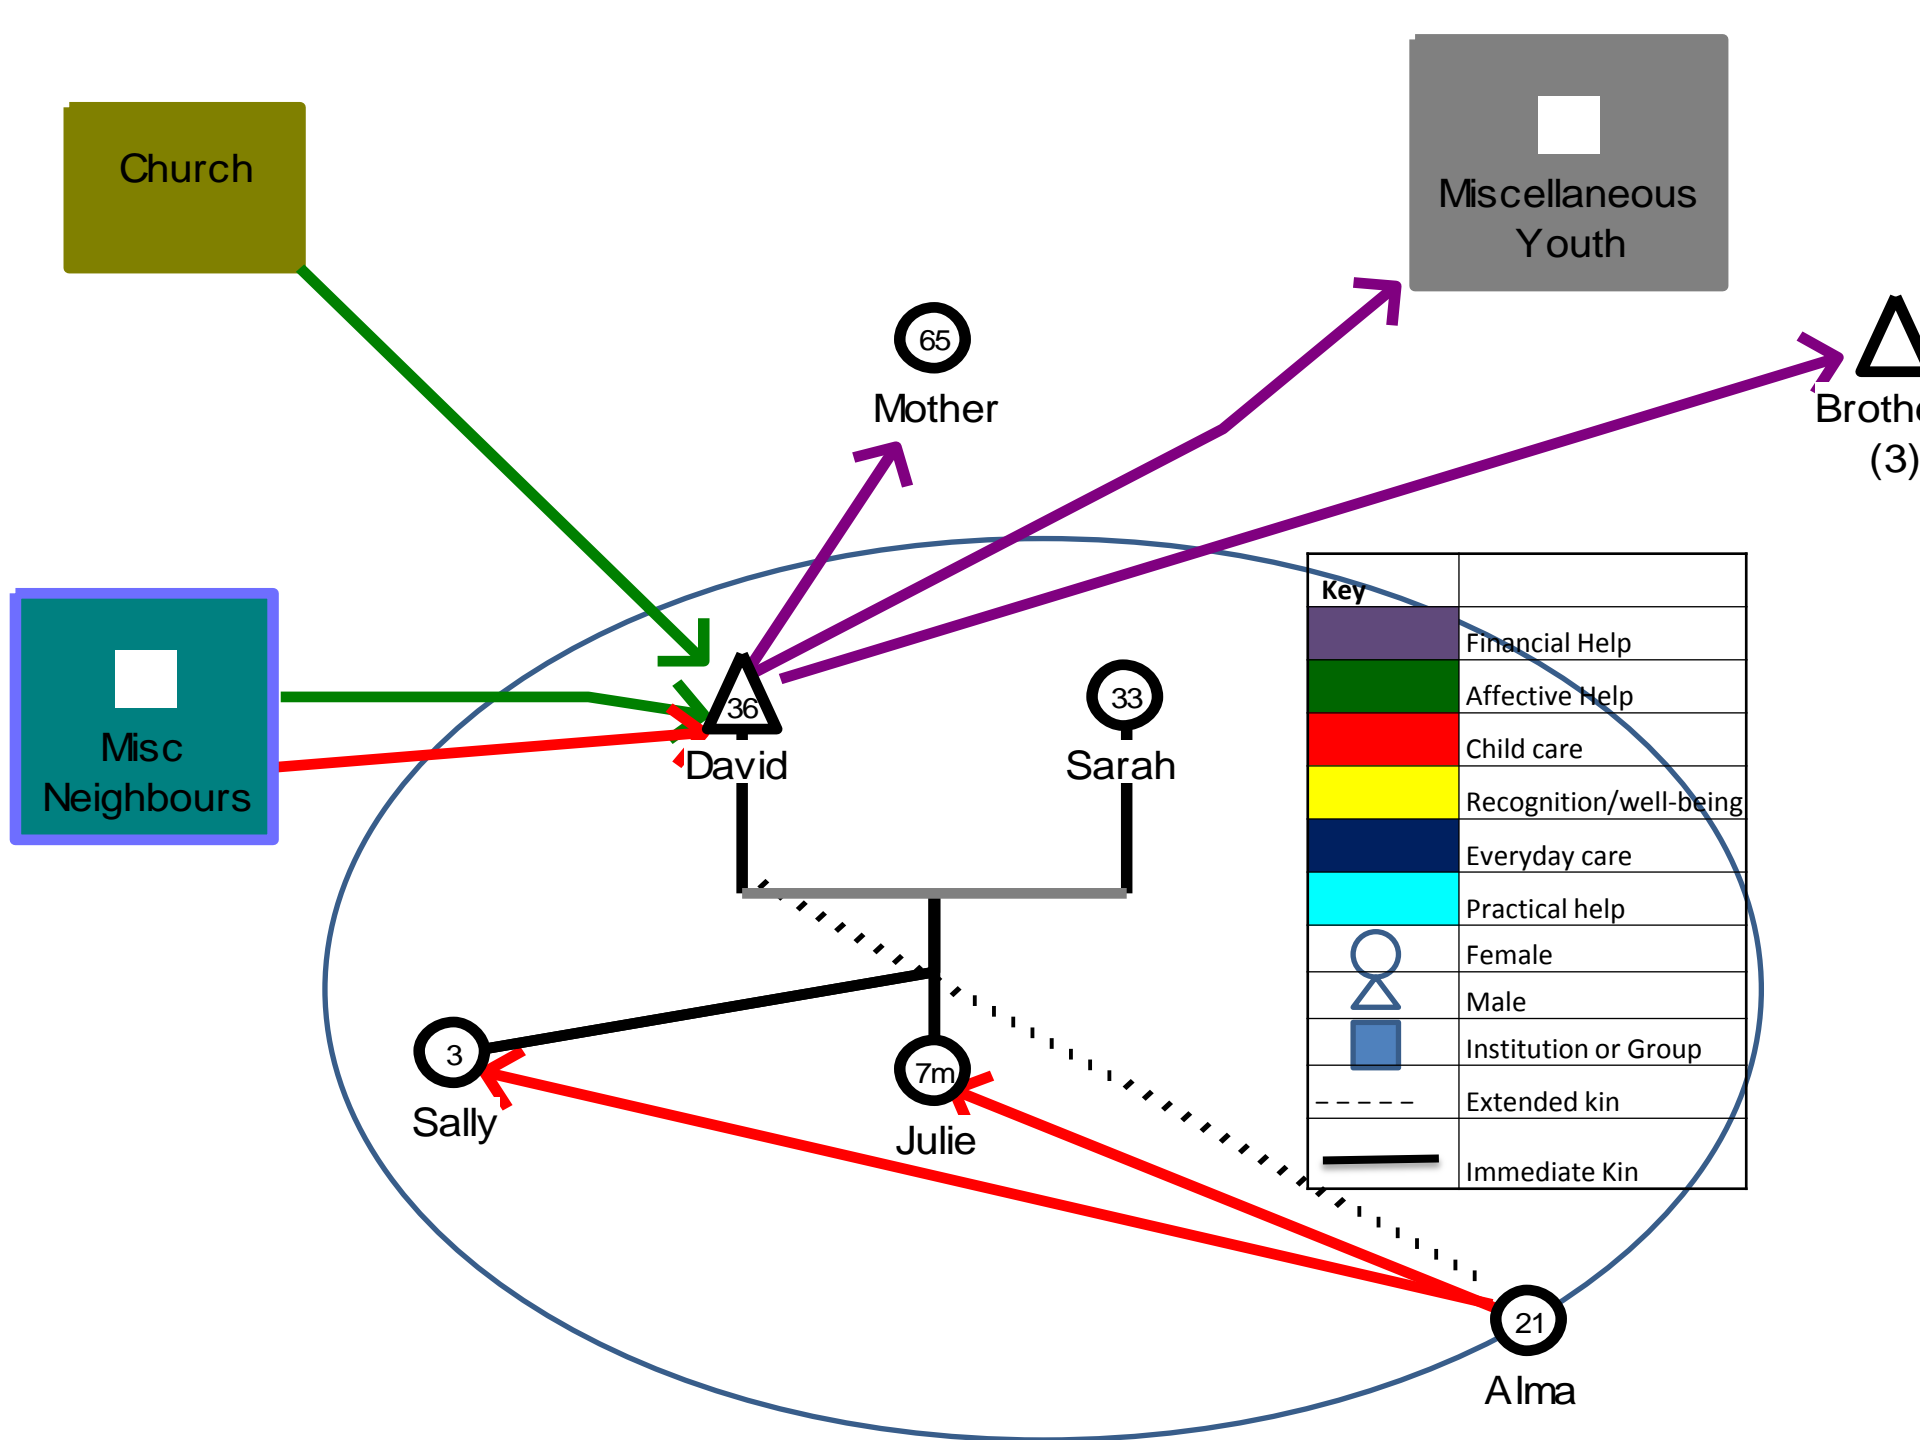 Church
Miscellaneous
Youth
65
Mother
(3)
Misc
Neighbours
36
David
33
Sarah
Key
Financial Help
Affective Help
Child care
Recognition/well-being
Everyday care
Practical help
Female
Male
Institution or Group
Extended kin
Immediate Kin
3
Sally
7m
Julie
21
Alma